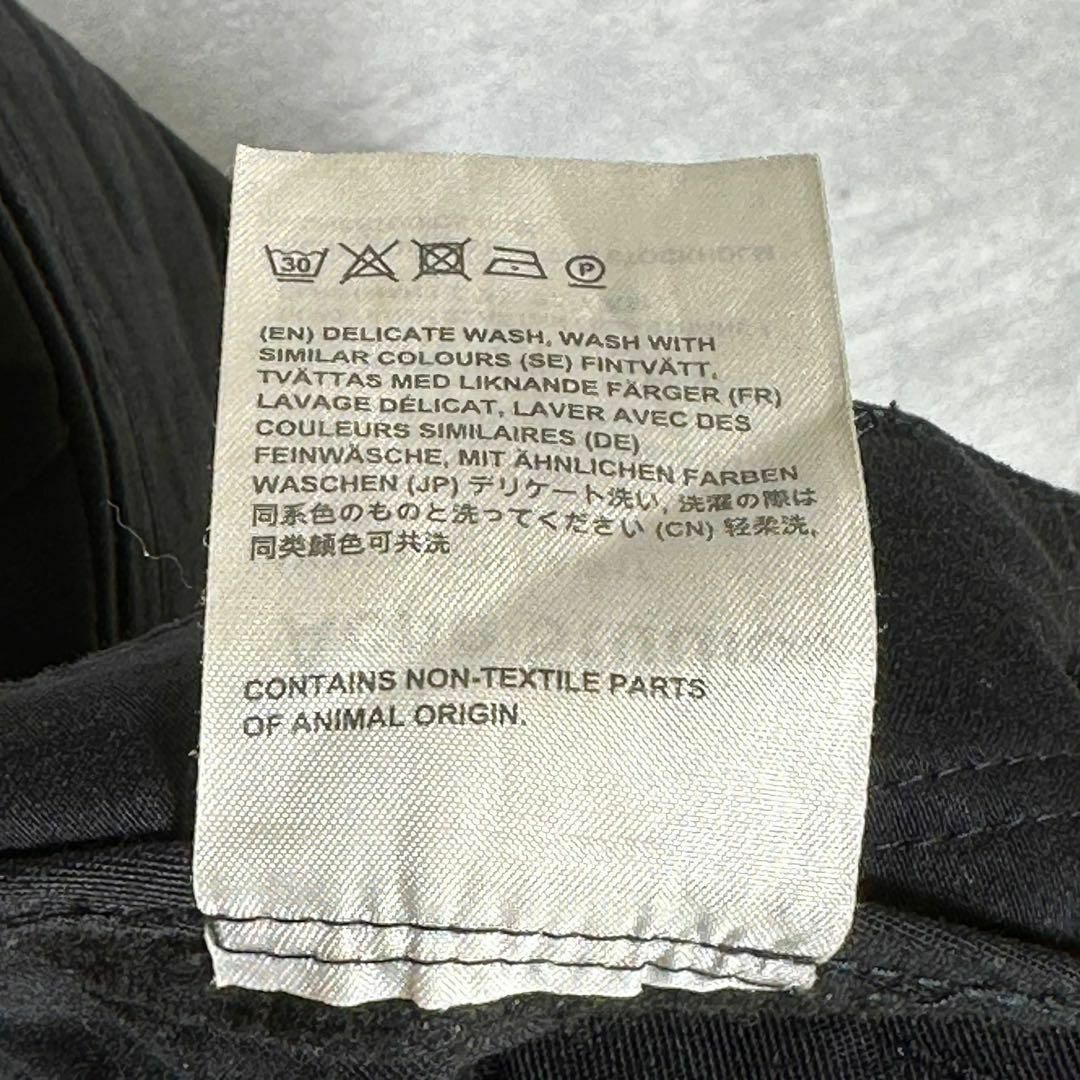 30 P
(EN) DELICATE WASH, WASH WITH
SIMILAR COLOURS (SE) FINTVÄTT,
TVÄTTAS MED LIKNANDE FÄRGER (FR)
LAVAGE DÉLICAT, LAVER AVEC DES
COULEURS SIMILAIRES (DE)
FEINWÄSCHE, MIT ÄHNLICHEN FARBEN
WASCHEN (JP) デリケート洗い, 洗濯の際は
同系色のものと洗ってください (CN) 轻柔洗,
同类颜色可共洗
CONTAINS NON-TEXTILE PARTS
OF ANIMAL ORIGIN.